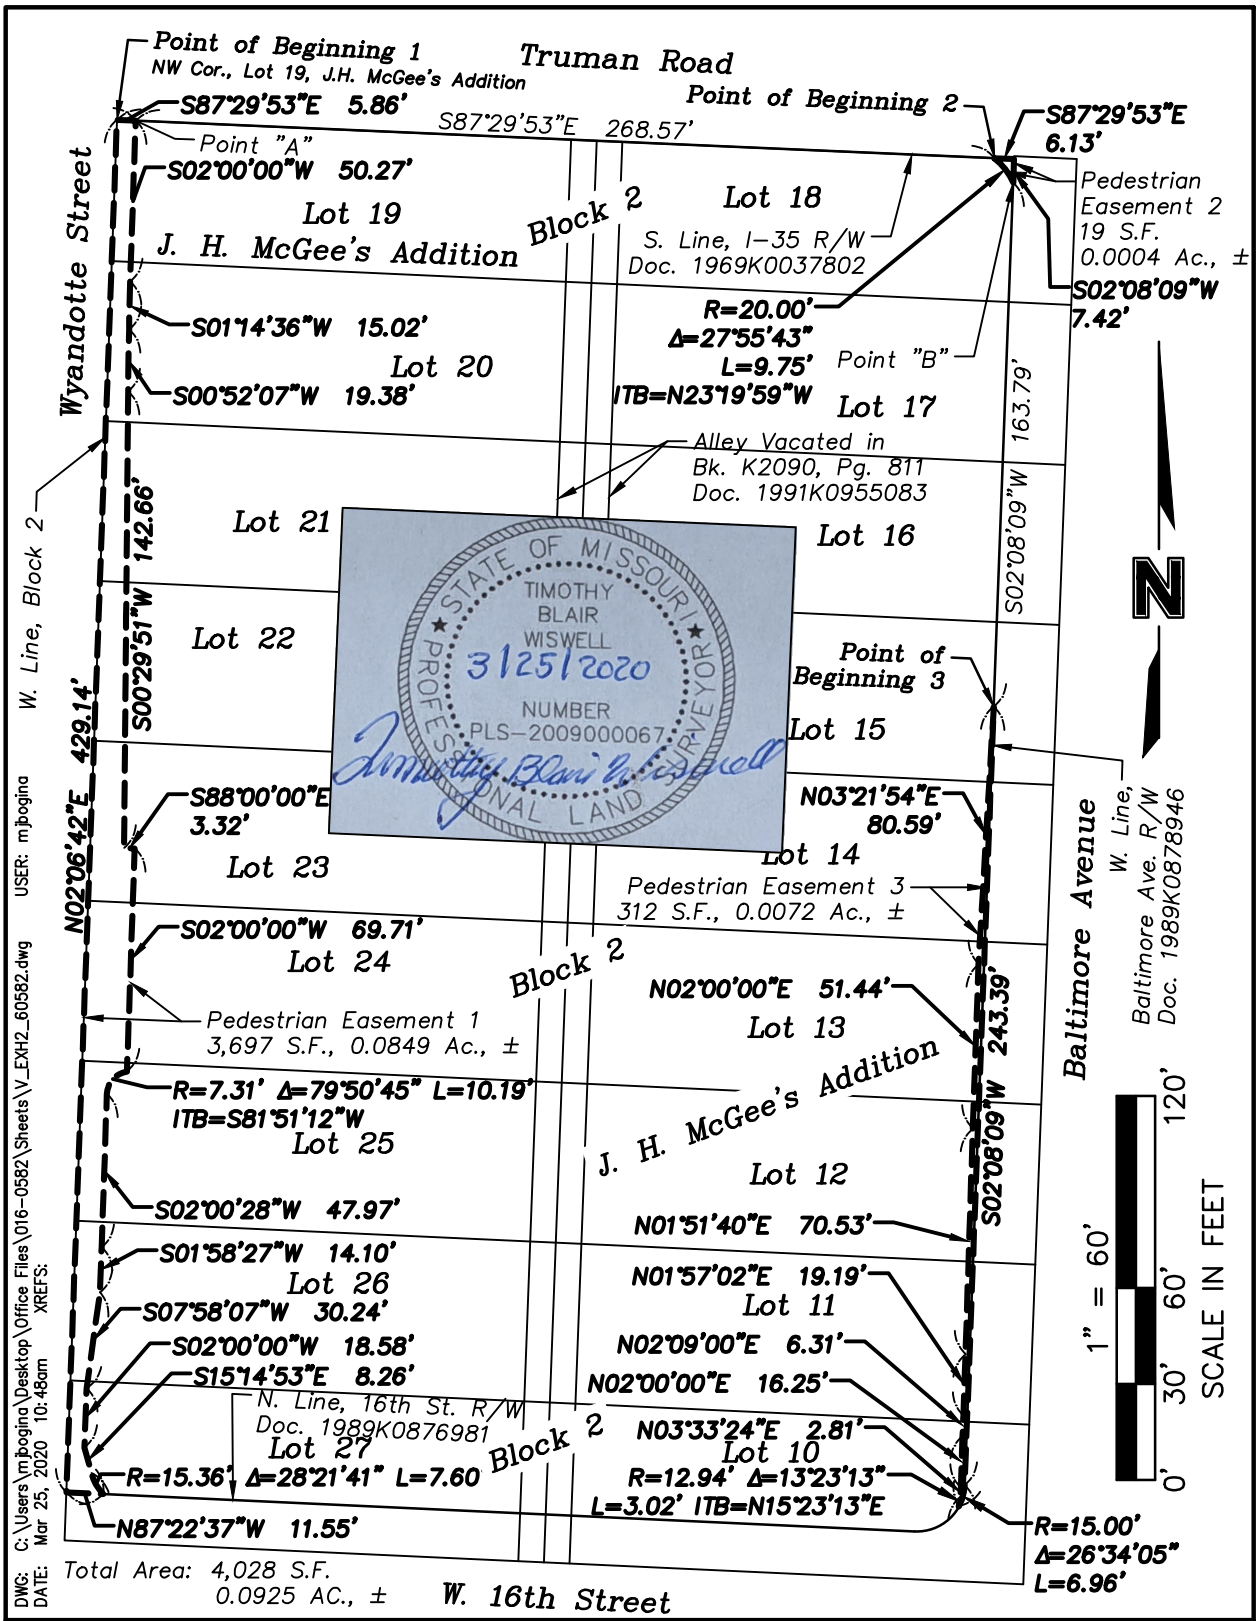 Point of Beginning 1
NW Cor., Lot 19, J.H. McGee's Addition
Truman Road
Point of Beginning 2
S87°29'53"E 5.86'
S87°29'53"E 268.57'
S87°29'53"E
6.13'
Point "A"
S02°00'00"W 50.27'
Lot 19
Block 2
Lot 18
Pedestrian
Easement 2
19 S.F.
0.0004 Ac., ±
J. H. McGee's Addition
S. Line, I-35 R/W
Doc. 1969K0037802
S02°08'09"W
7.42'
Wyandotte Street
S01°14'36"W 15.02'
Lot 20
S00°52'07"W 19.38'
R=20.00'
Δ=27°55'43"
L=9.75'
ITB=N23°19'59"W
Point "B"
Lot 17
S02°08'09"W 163.79'
Alley Vacated in
Bk. K2090, Pg. 811
Doc. 1991K0955083
W. Line, Block 2
S00°29'51"W 142.66'
Lot 21
Lot 16
N
STATE OF MISSOURI
TIMOTHY
BLAIR
WISWELL
3/25/2020
NUMBER
PLS-2009000067
PROFESSIONAL LAND SURVEYOR
Timothy Blair Wiswell
Lot 22
Point of
Beginning 3
Lot 15
N02°06'42"E 429.14'
S88°00'00"E
3.32'
Lot 23
N03°21'54"E
80.59'
Lot 14
W. Line,
Baltimore Ave. R/W
Doc. 1989K0878946
Baltimore Avenue
Pedestrian Easement 3
312 S.F., 0.0072 Ac., ±
S02°00'00"W 69.71'
Lot 24
Block 2
N02°00'00"E 51.44'
Lot 13
S02°08'09"W 243.39'
Pedestrian Easement 1
3,697 S.F., 0.0849 Ac., ±
J. H. McGee's Addition
R=7.31' Δ=79°50'45" L=10.19'
ITB=S81°51'12"W
Lot 25
Lot 12
S02°00'28"W 47.97'
N01°51'40"E 70.53'
S01°58'27"W 14.10'
Lot 26
N01°57'02"E 19.19'
Lot 11
S07°58'07"W 30.24'
S02°00'00"W 18.58'
N02°09'00"E 6.31'
S15°14'53"E 8.26'
N02°00'00"E 16.25'
N. Line, 16th St. R/W
Doc. 1989K0876981
Lot 27
Block 2
N03°33'24"E 2.81'
Lot 10
R=15.36' Δ=28°21'41" L=7.60
R=12.94' Δ=13°23'13"
L=3.02' ITB=N15°23'13"E
N87°22'37"W 11.55'
R=15.00'
Δ=26°34'05"
L=6.96'
Total Area: 4,028 S.F.
0.0925 AC., ±
W. 16th Street
1" = 60'
0' 30' 60' 120'
SCALE IN FEET
DWG: C:\Users\mjbogina\Desktop\Office Files\016-0582\Sheets\V_EXH2_60582.dwg USER: mjbogina
DATE: Mar 25, 2020 10:48am XREFS: